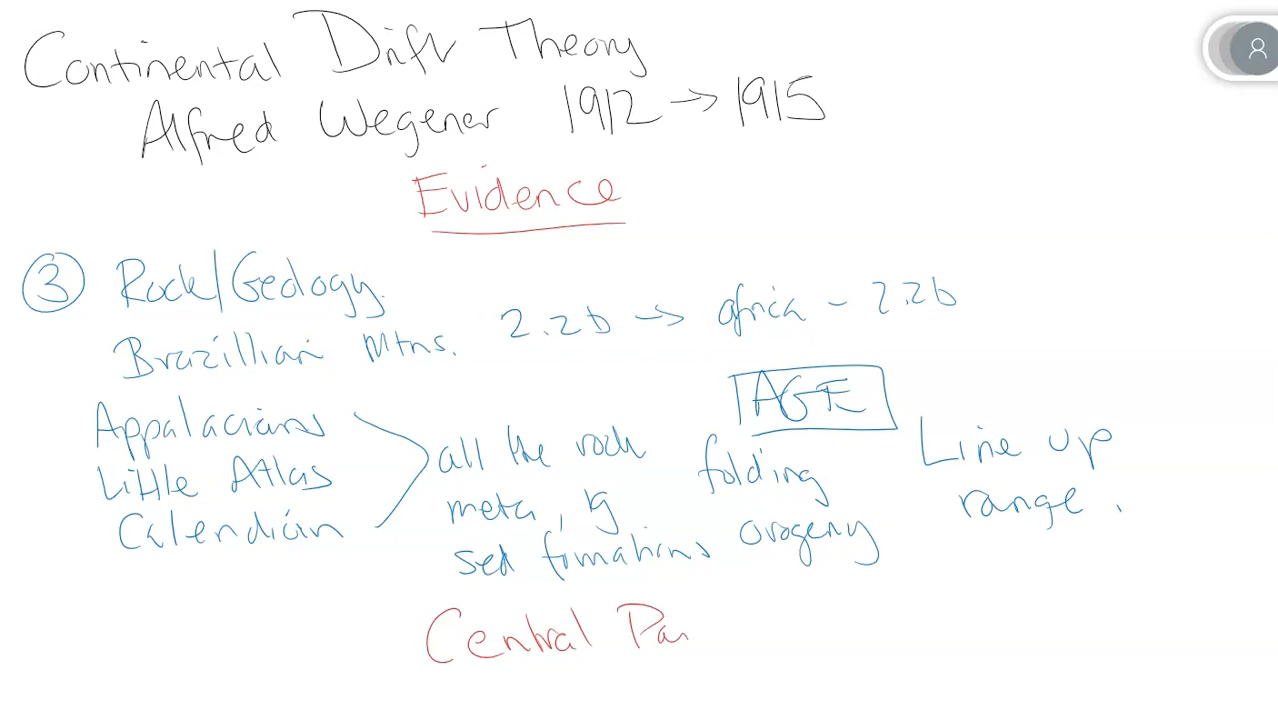 Continental Drift Theory
Alfred Wegener 1912 → 1915
Evidence
③ Rock/Geology
Brazillian Mtns. 2.2b → africa - 2.2b
AGE
Appalacians
Little Atlas
Calendian
all the rock
meta, Ig
sed formations
folding
orogeny
Line up
range.
Central Pan